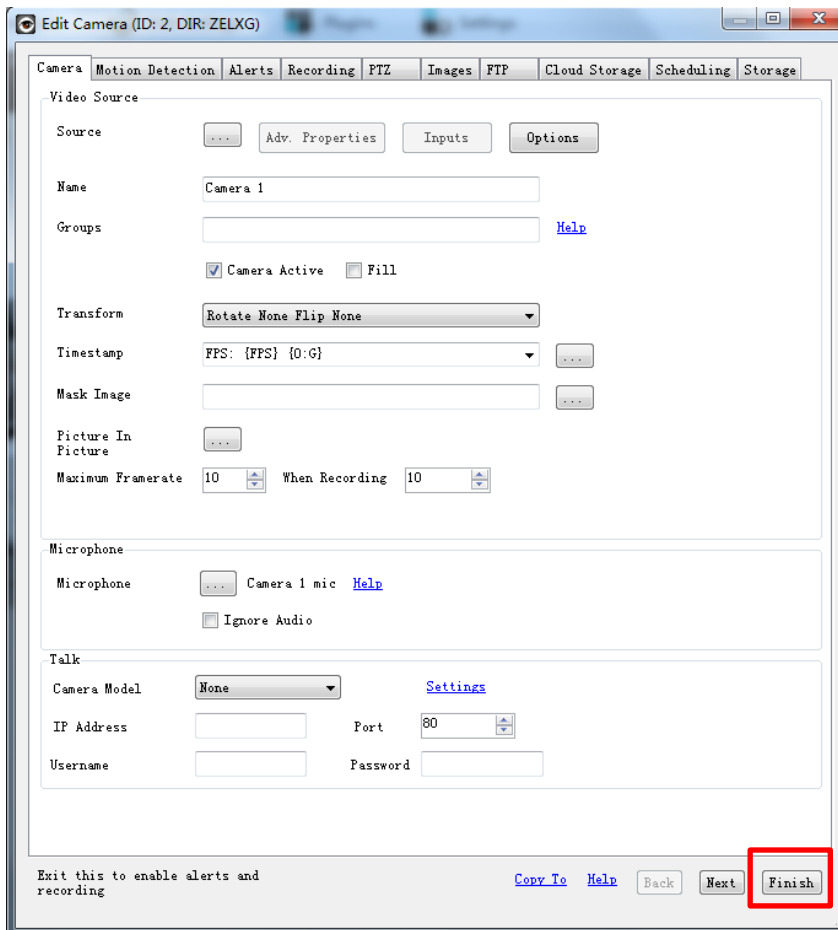 Edit Camera (ID: 2, DIR: ZELXG)
Plugins Settings
Camera Motion Detection Alerts Recording PTZ Images FTP Cloud Storage Scheduling Storage
Video Source
Source ... Adv. Properties Inputs Options
Name Camera 1
Groups Help
Camera Active Fill
Transform Rotate None Flip None
Timestamp FPS: {FPS} {0:G} ...
Mask Image ...
Picture In
Picture ...
Maximum Framerate 10 When Recording 10
Microphone
Microphone ... Camera 1 mic Help
Ignore Audio
Talk
Camera Model None Settings
IP Address Port 80
Username Password
Exit this to enable alerts and
recording
Copy To Help Back Next Finish